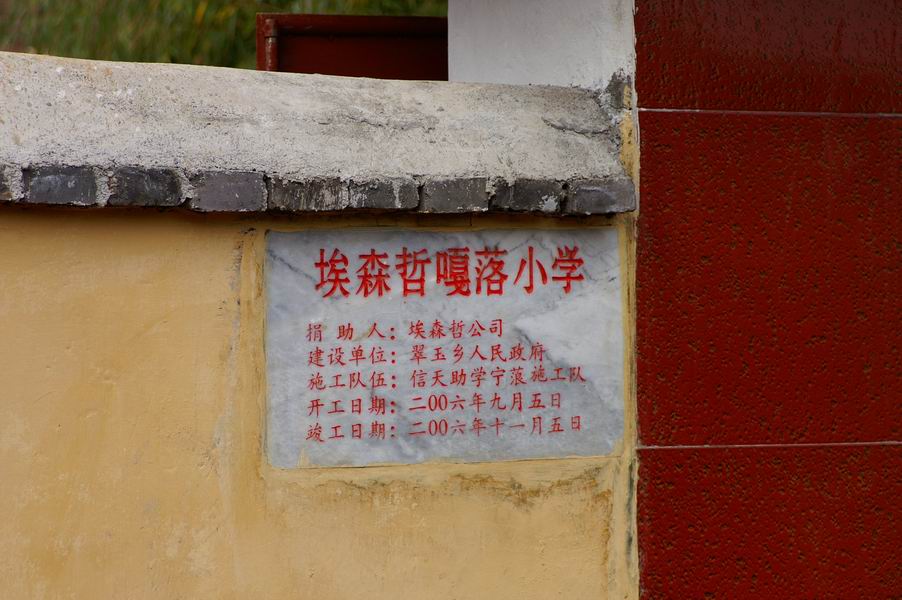 埃森哲嘎落小学
捐助人：埃森哲公司
建设单位：翠玉乡人民政府
施工队伍：信天助学宁蒗施工队
开工日期：二00六年九月五日
竣工日期：二00六年十一月五日